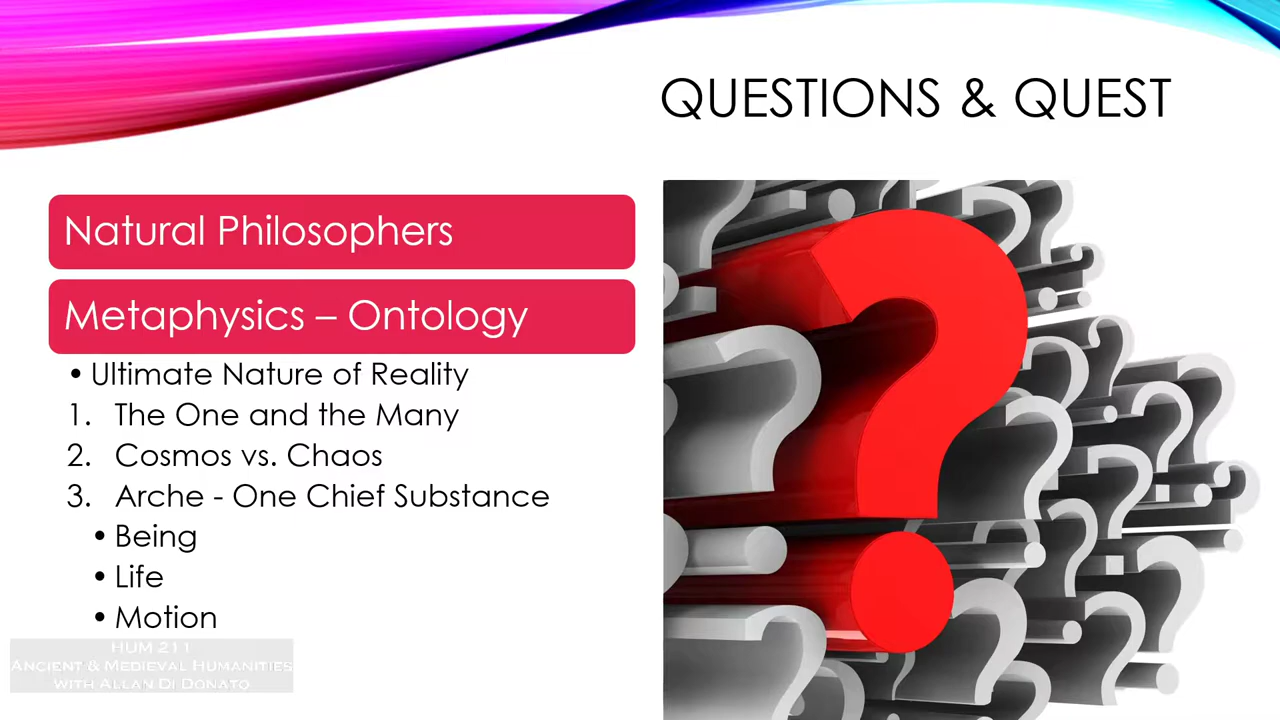 QUESTIONS & QUEST
Natural Philosophers
Metaphysics – Ontology
• Ultimate Nature of Reality
1. The One and the Many
2. Cosmos vs. Chaos
3. Arche - One Chief Substance
• Being
• Life
• Motion
HUM 211
ANCIENT & MEDIEVAL HUMANITIES
WITH ALLAN DI DONATO